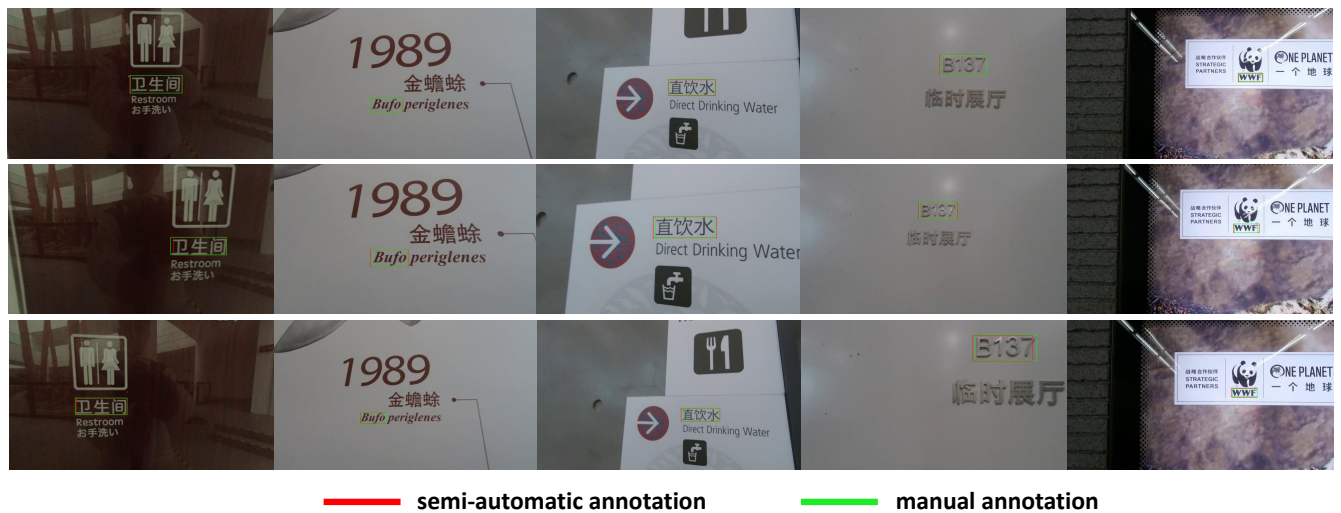 卫生间
Restroom
お手洗い
1989
金蟾蜍
Bufo periglenes
直饮水
Direct Drinking Water
B137
临时展厅
战略合作伙伴
STRATEGIC
PARTNERS
WWF
ONE PLANET
一个地球
卫生间
Restroom
お手洗い
1989
金蟾蜍
Bufo periglenes
直饮水
Direct Drinking Water
B137
临时展厅
战略合作伙伴
STRATEGIC
PARTNERS
WWF
ONE PLANET
一个地球
卫生间
Restroom
お手洗い
1989
金蟾蜍
Bufo periglenes
直饮水
Direct Drinking Water
B137
临时展厅
战略合作伙伴
STRATEGIC
PARTNERS
WWF
ONE PLANET
一个地球
semi-automatic annotation
manual annotation